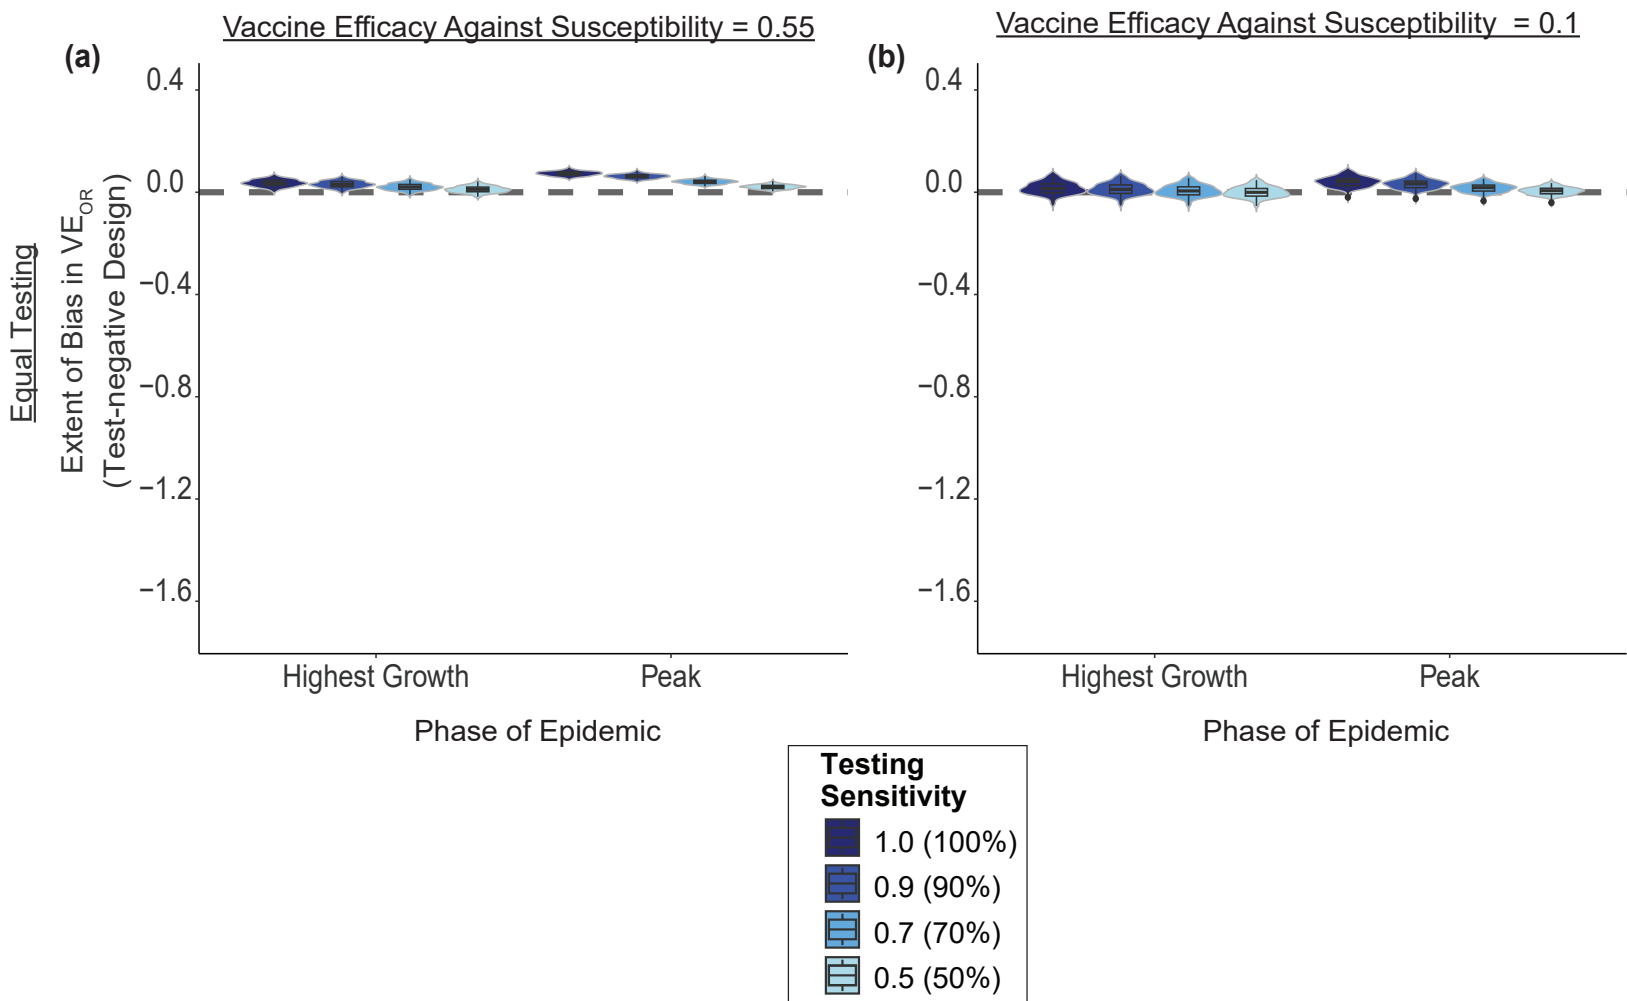 Vaccine Efficacy Against Susceptibility = 0.55
Vaccine Efficacy Against Susceptibility = 0.1
(a)
(b)
Equal Testing
Extent of Bias in VE_OR
(Test-negative Design)
0.4
0.0
−0.4
−0.8
−1.2
−1.6
Highest Growth
Peak
Phase of Epidemic
0.4
0.0
−0.4
−0.8
−1.2
−1.6
Highest Growth
Peak
Phase of Epidemic
Testing
Sensitivity
1.0 (100%)
0.9 (90%)
0.7 (70%)
0.5 (50%)